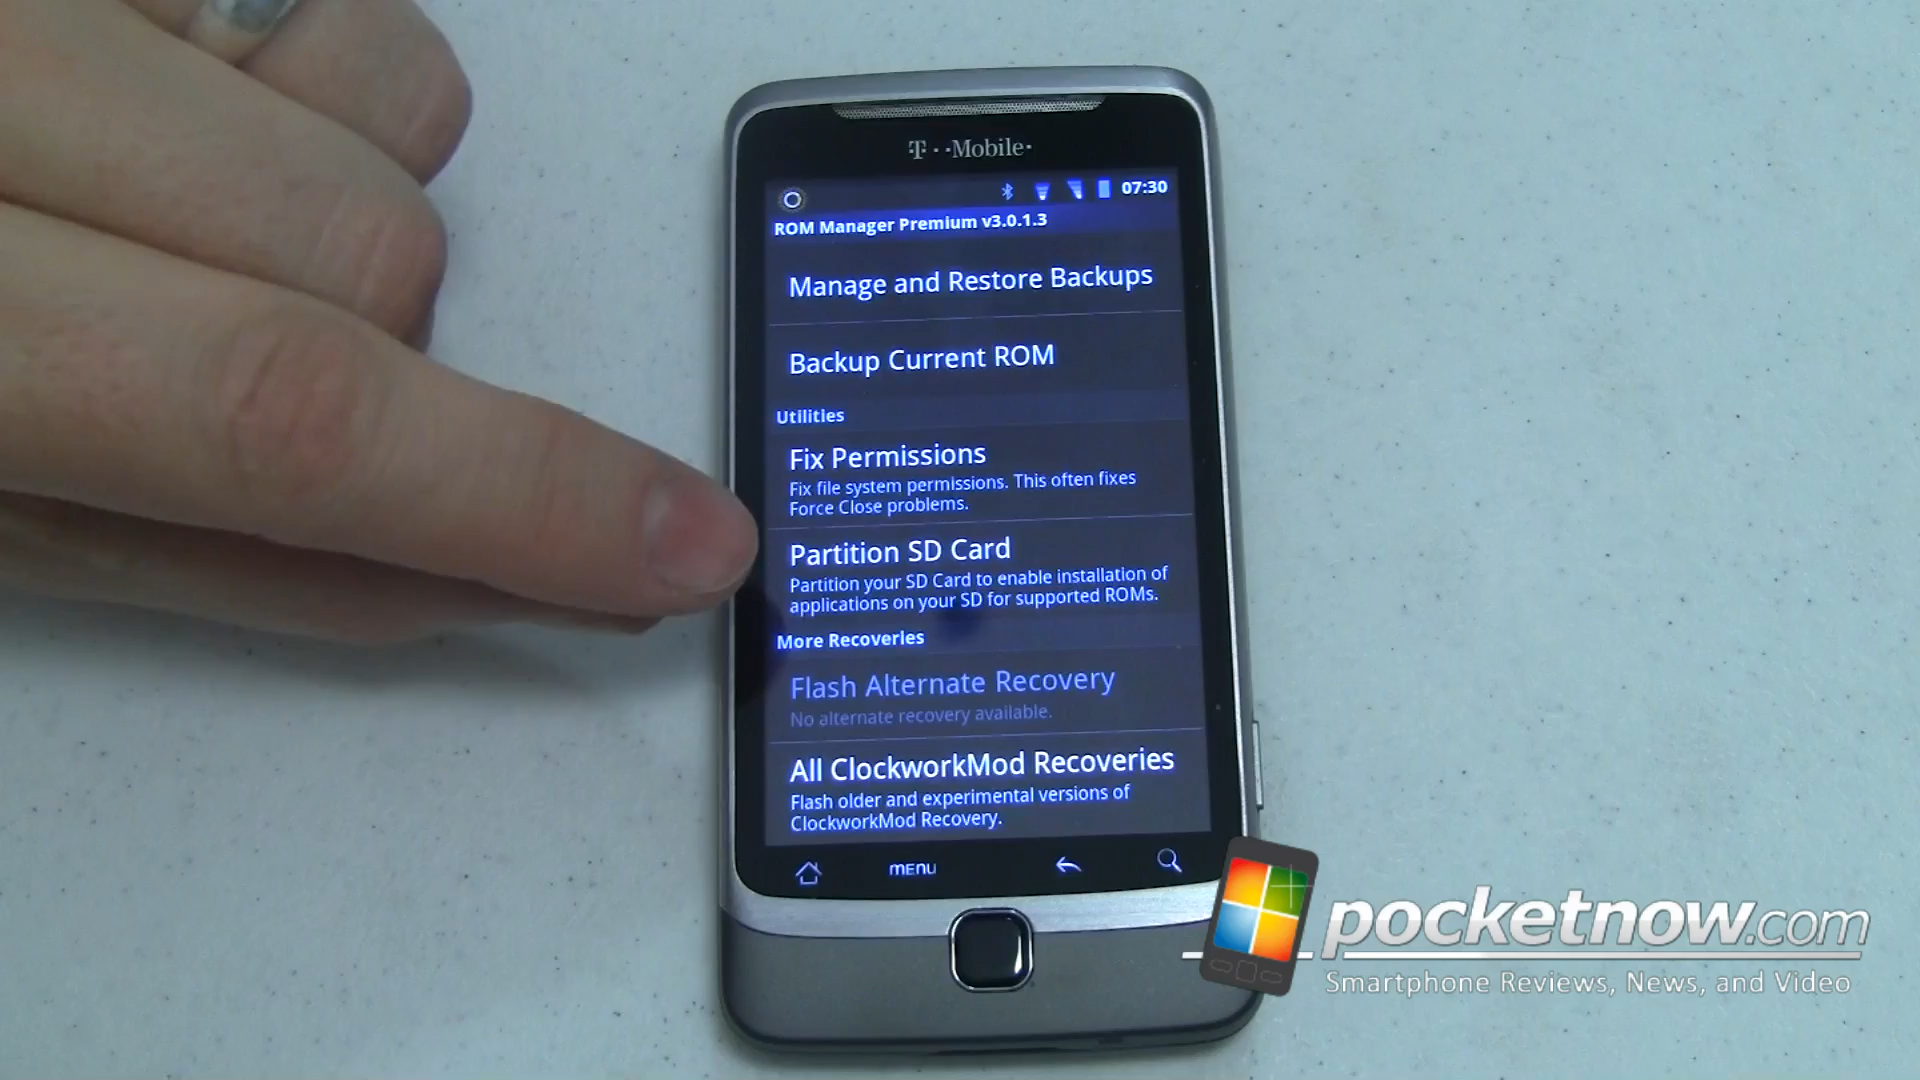 T··Mobile·
07:30
ROM Manager Premium v3.0.1.3
Manage and Restore Backups
Backup Current ROM
Utilities
Fix Permissions
Fix file system permissions. This often fixes
Force Close problems.
Partition SD Card
Partition your SD Card to enable installation of
applications on your SD for supported ROMs.
More Recoveries
Flash Alternate Recovery
No alternate recovery available.
All ClockworkMod Recoveries
Flash older and experimental versions of
ClockworkMod Recovery.
MENU
pocketnow.com
Smartphone Reviews, News, and Video